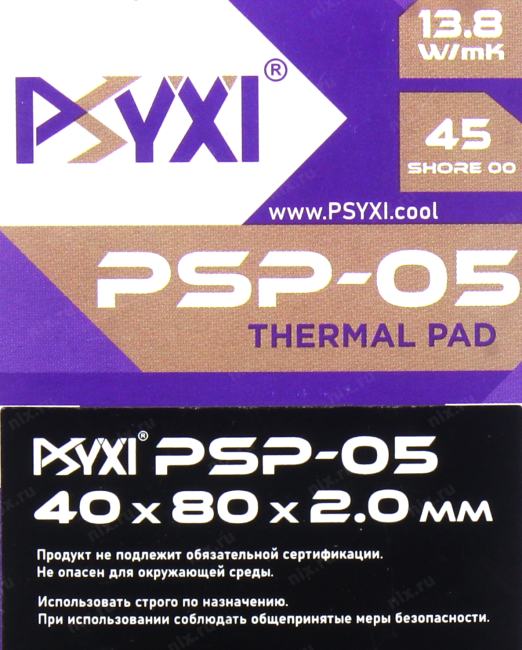 13.8
W/mK
PSYXI®
45
SHORE 00
www.PSYXI.cool
PSP-05
THERMAL PAD
PSYXI® PSP-05
40 x 80 x 2.0 мм
Продукт не подлежит обязательной сертификации.
Не опасен для окружающей среды.
Использовать строго по назначению.
При использовании соблюдать общепринятые меры безопасности.
nix.ru